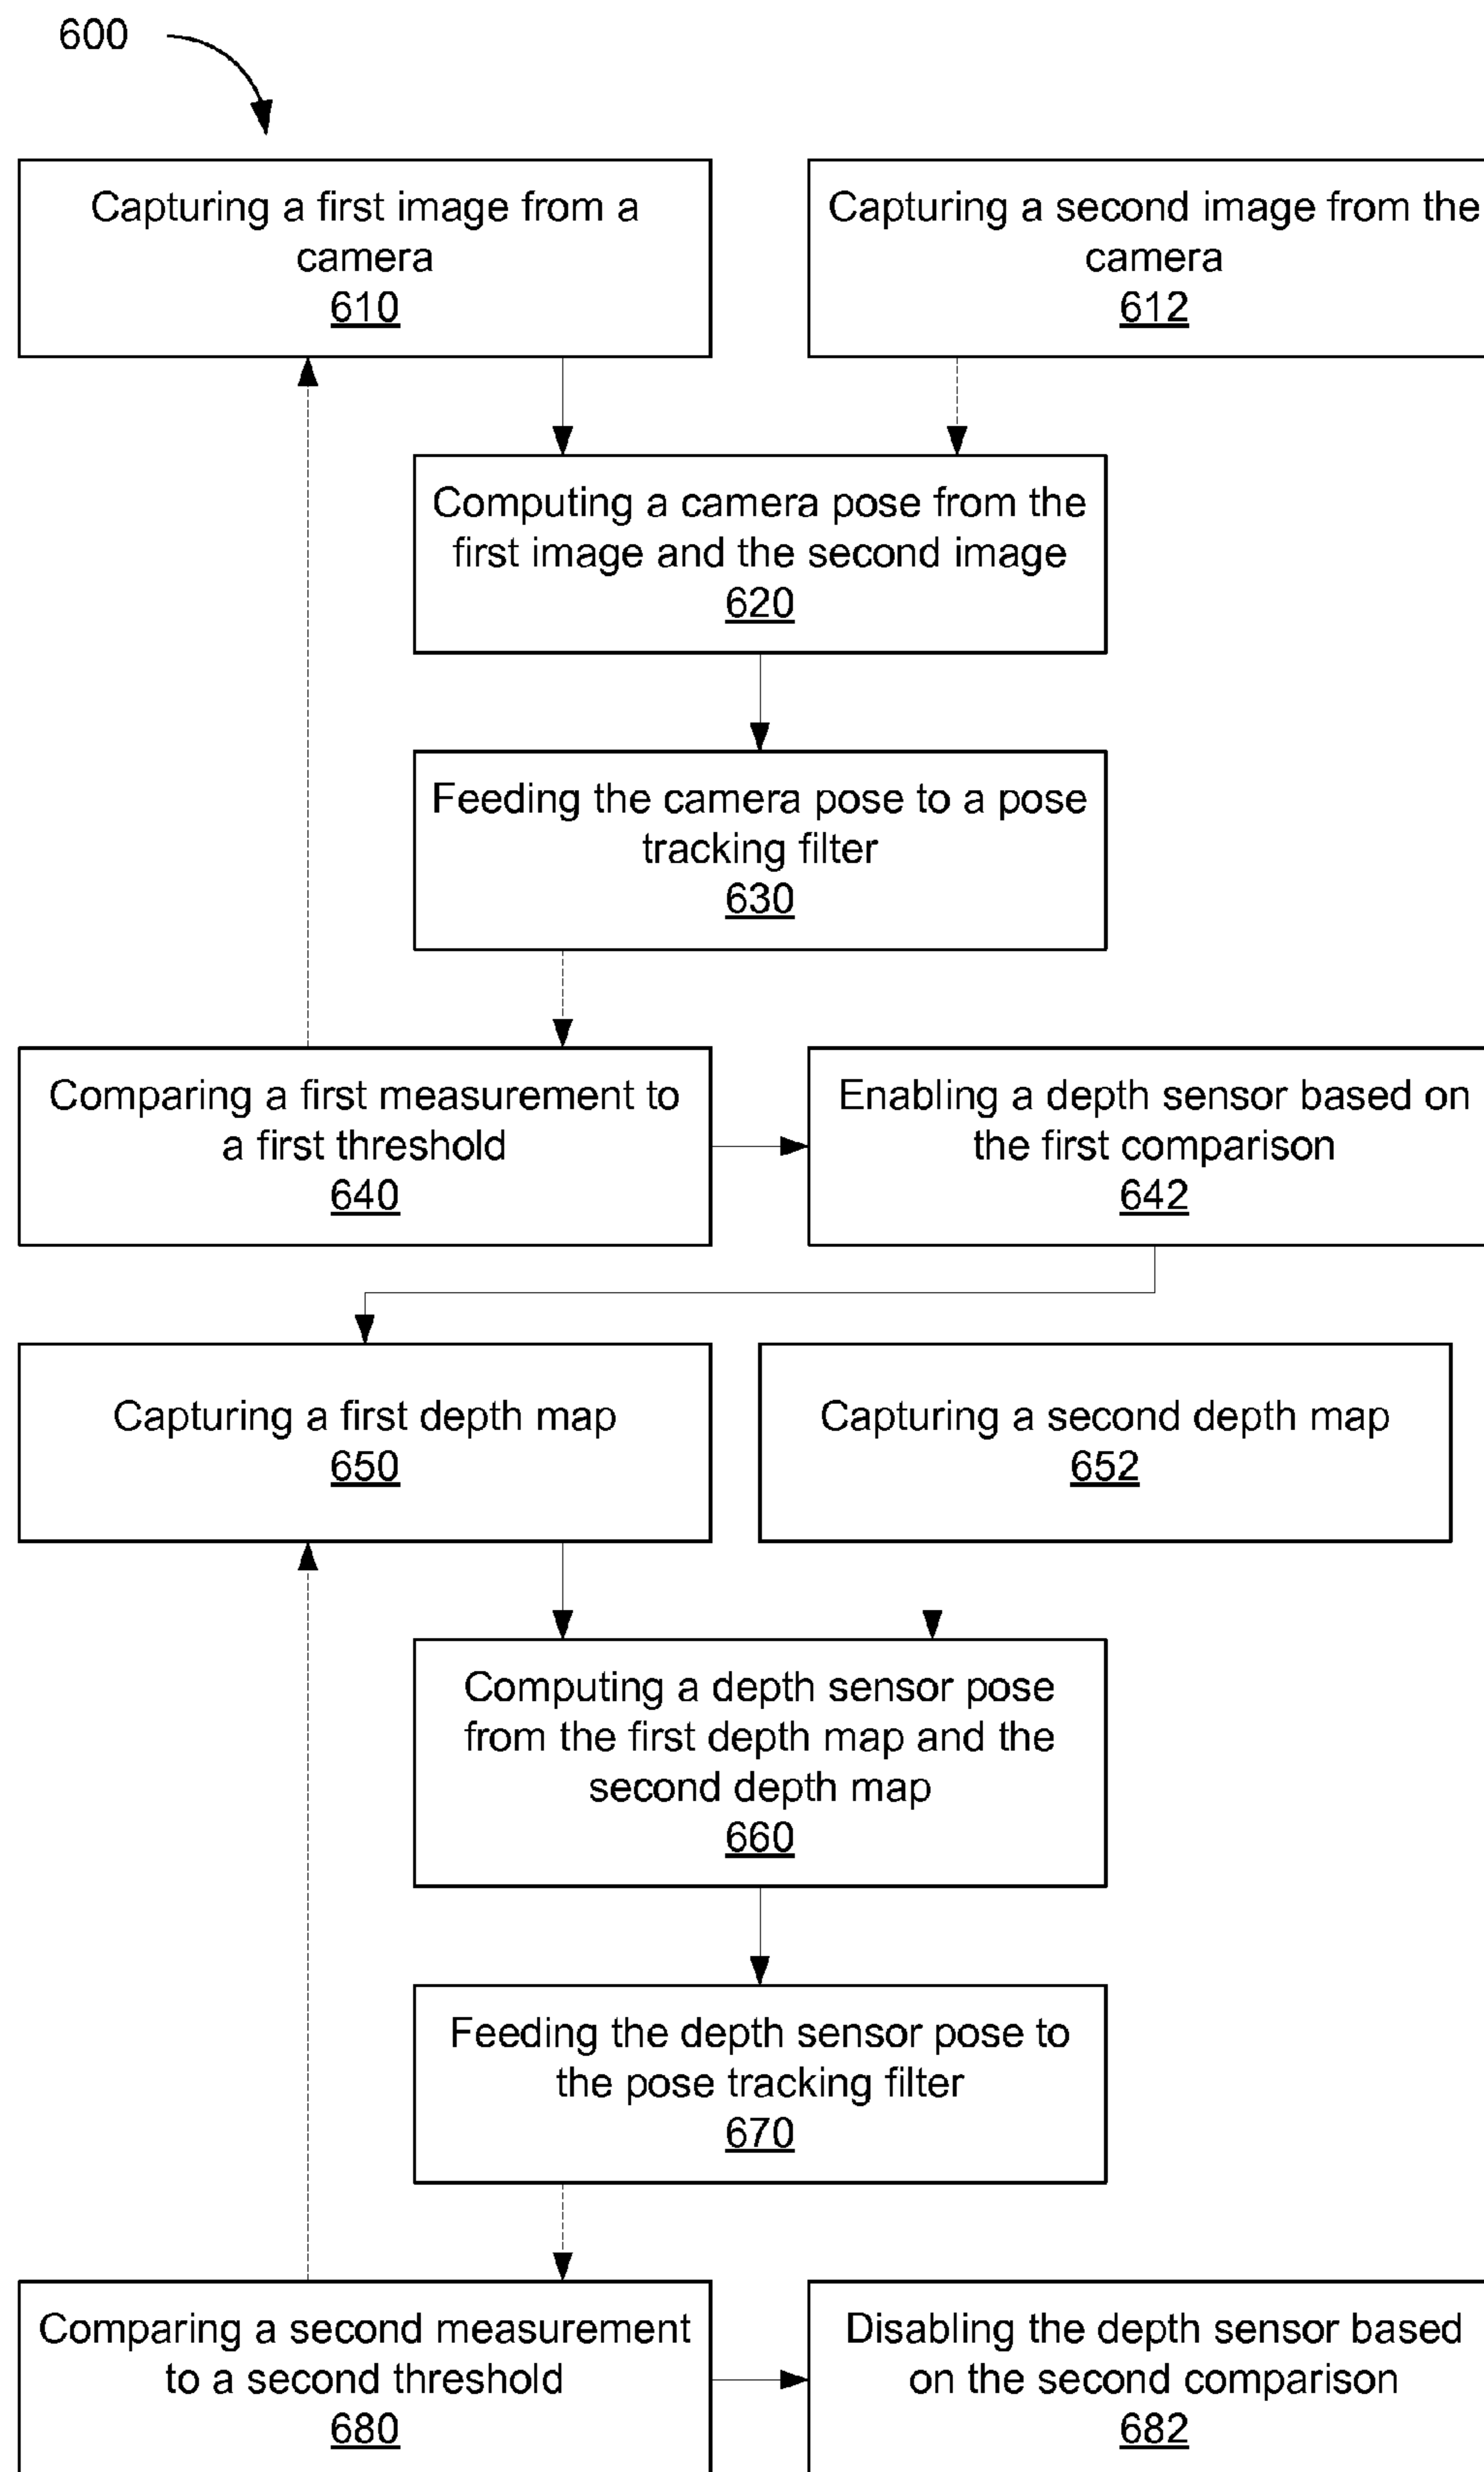 600
Capturing a first image from a
camera
610
Capturing a second image from the
camera
612
Computing a camera pose from the
first image and the second image
620
Feeding the camera pose to a pose
tracking filter
630
Comparing a first measurement to
a first threshold
640
Enabling a depth sensor based on
the first comparison
642
Capturing a first depth map
650
Capturing a second depth map
652
Computing a depth sensor pose
from the first depth map and the
second depth map
660
Feeding the depth sensor pose to
the pose tracking filter
670
Comparing a second measurement
to a second threshold
680
Disabling the depth sensor based
on the second comparison
682